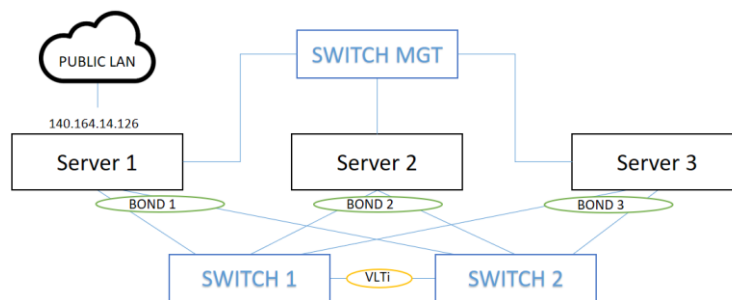 PUBLIC LAN
SWITCH MGT
140.164.14.126
Server 1
Server 2
Server 3
BOND 1
BOND 2
BOND 3
SWITCH 1
VLTi
SWITCH 2